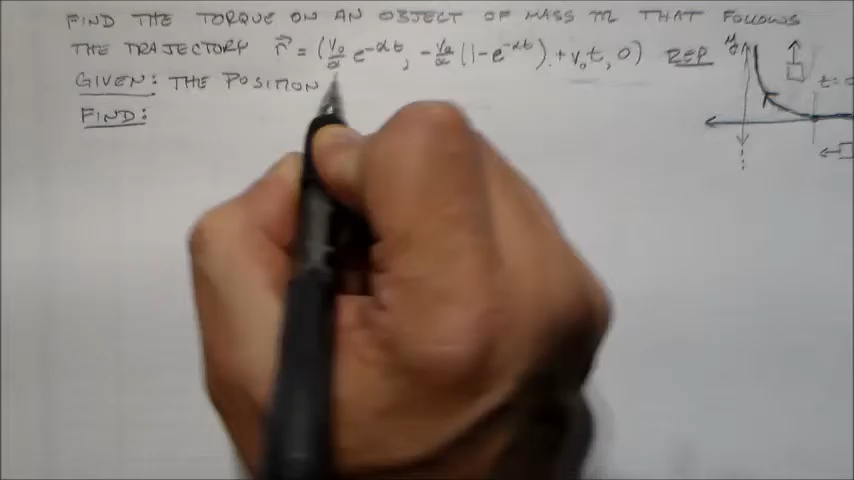 FIND THE TORQUE ON AN OBJECT OF MASS m THAT FOLLOWS
THE TRAJECTORY r⃗ = (v₀/α e^-αt, -v₀/α (1-e^-αt) + v₀t, 0) REP
GIVEN: THE POSITION
FIND: